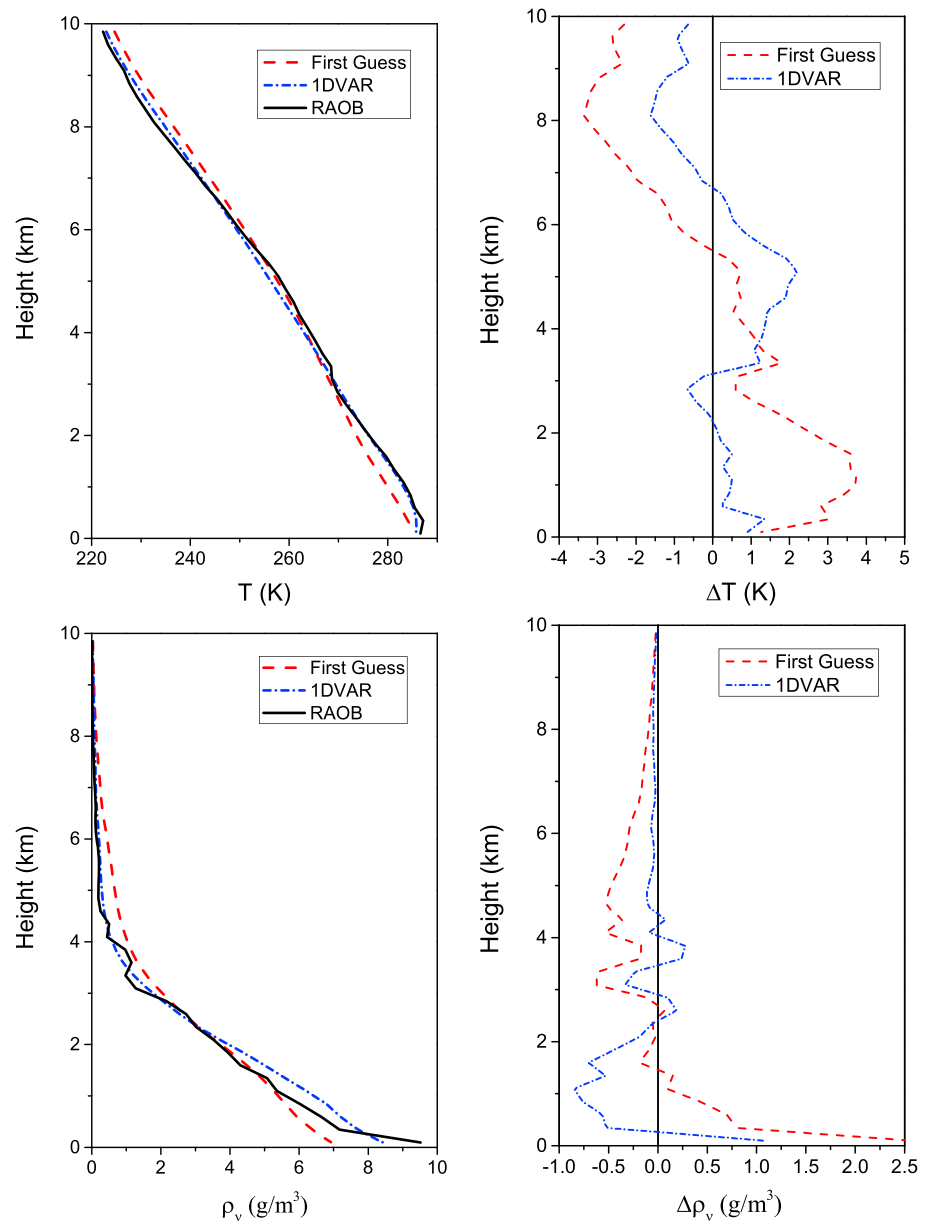 10
8
6
4
2
0
220
240
260
280
Height (km)
T (K)
First Guess
1DVAR
RAOB
10
8
6
4
2
0
-4
-3
-2
-1
0
1
2
3
4
5
Height (km)
ΔT (K)
First Guess
1DVAR
10
8
6
4
2
0
0
2
4
6
8
10
Height (km)
ρᵥ (g/m³)
First Guess
1DVAR
RAOB
10
8
6
4
2
0
-1.0
-0.5
0.0
0.5
1.0
1.5
2.0
2.5
Height (km)
Δρᵥ (g/m³)
First Guess
1DVAR